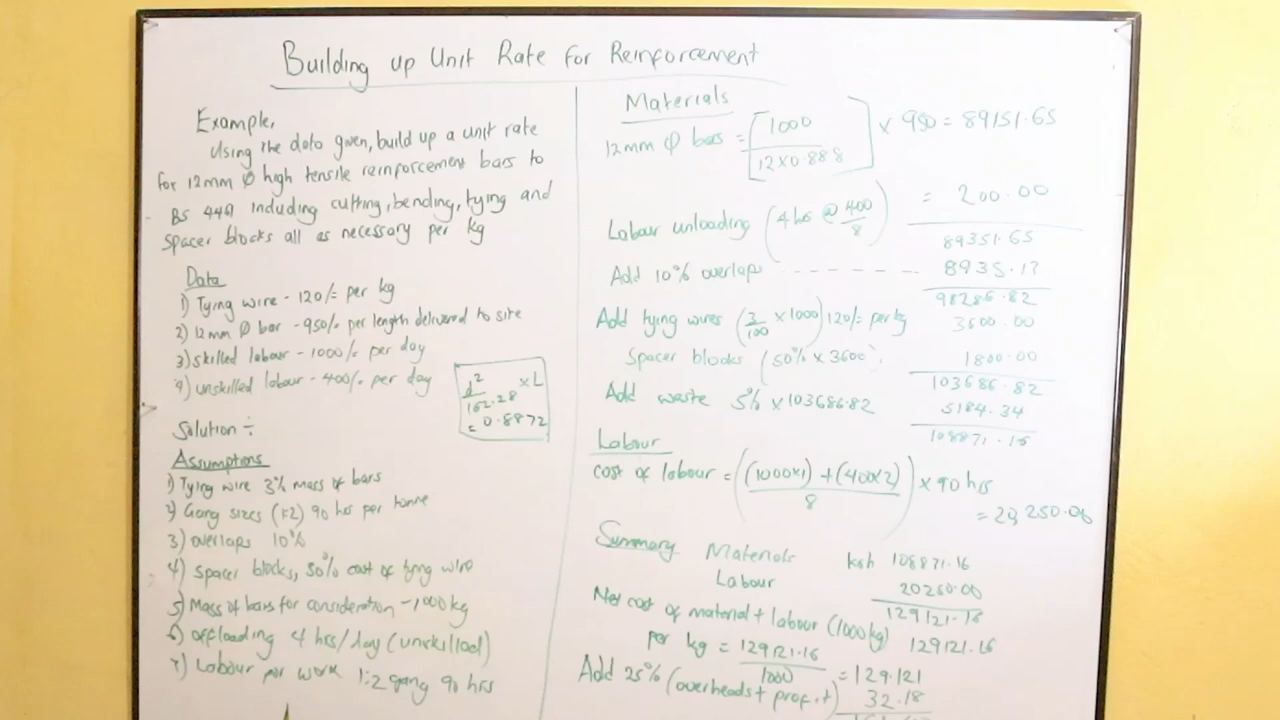 Building up Unit Rate for Reinforcement
Example,
Using the data given, build up a unit rate
for 12mm Ø high tensile reinforcement bars to
BS 4449 including cutting, bending, tying and
spacer blocks all as necessary per kg
Data
1) Tying wire - 120/= per kg
2) 12mm Ø bar - 950/= per length delivered to site
3) skilled labour - 1000/= per day
4) unskilled labour - 400/= per day
d²/162.28 × L
= 0.8872
Solution ÷
Assumptions
1) Tying wire 3% mass of bars
2) Gang sizes (1:2) 90 hrs per tonne
3) overlaps 10%
4) spacer blocks, 50% cost of tying wire
5) Mass of bars for consideration - 1000kg
6) offloading 4 hrs/day (unskilled)
7) Labour per work 1:2 gang 90 hrs
Materials
12mm Ø bars = [1000/12×0.888] × 950 = 89151.65
Labour unloading (4 hrs @ 400/8) = 200.00
89351.65
Add 10% overlaps - - - - - - - 8935.17
98286.82
Add tying wires (3/100 × 1000) 120/= per kg 3600.00
Spacer blocks (50% × 3600) 1800.00
103686.82
Add waste 5% × 103686.82 5184.34
108871.16
Labour
cost of labour = ((1000×1) + (400×2)/8) × 90 hrs
= 20,250.00
Summary Materials ksh 108871.16
Labour 20250.00
129121.16
Net cost of material + labour (1000kg) 129121.16
per kg = 129121.16/1000 = 129.121
Add 25% (overheads + profit) 32.18